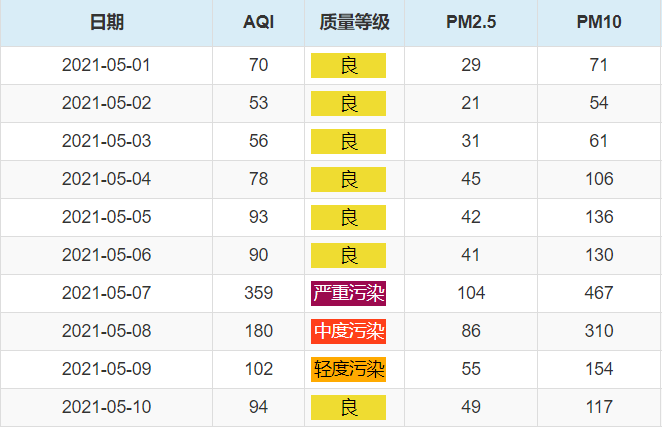 日期 AQI 质量等级 PM2.5 PM10
2021-05-01 70 良 29 71
2021-05-02 53 良 21 54
2021-05-03 56 良 31 61
2021-05-04 78 良 45 106
2021-05-05 93 良 42 136
2021-05-06 90 良 41 130
2021-05-07 359 严重污染 104 467
2021-05-08 180 中度污染 86 310
2021-05-09 102 轻度污染 55 154
2021-05-10 94 良 49 117